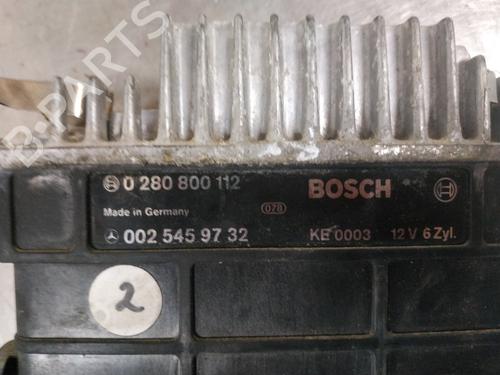 B-PARTS
0 280 800 112 BOSCH
Made in Germany 078
002 545 97 32 KE 0003 12 V 6 Zyl.
2